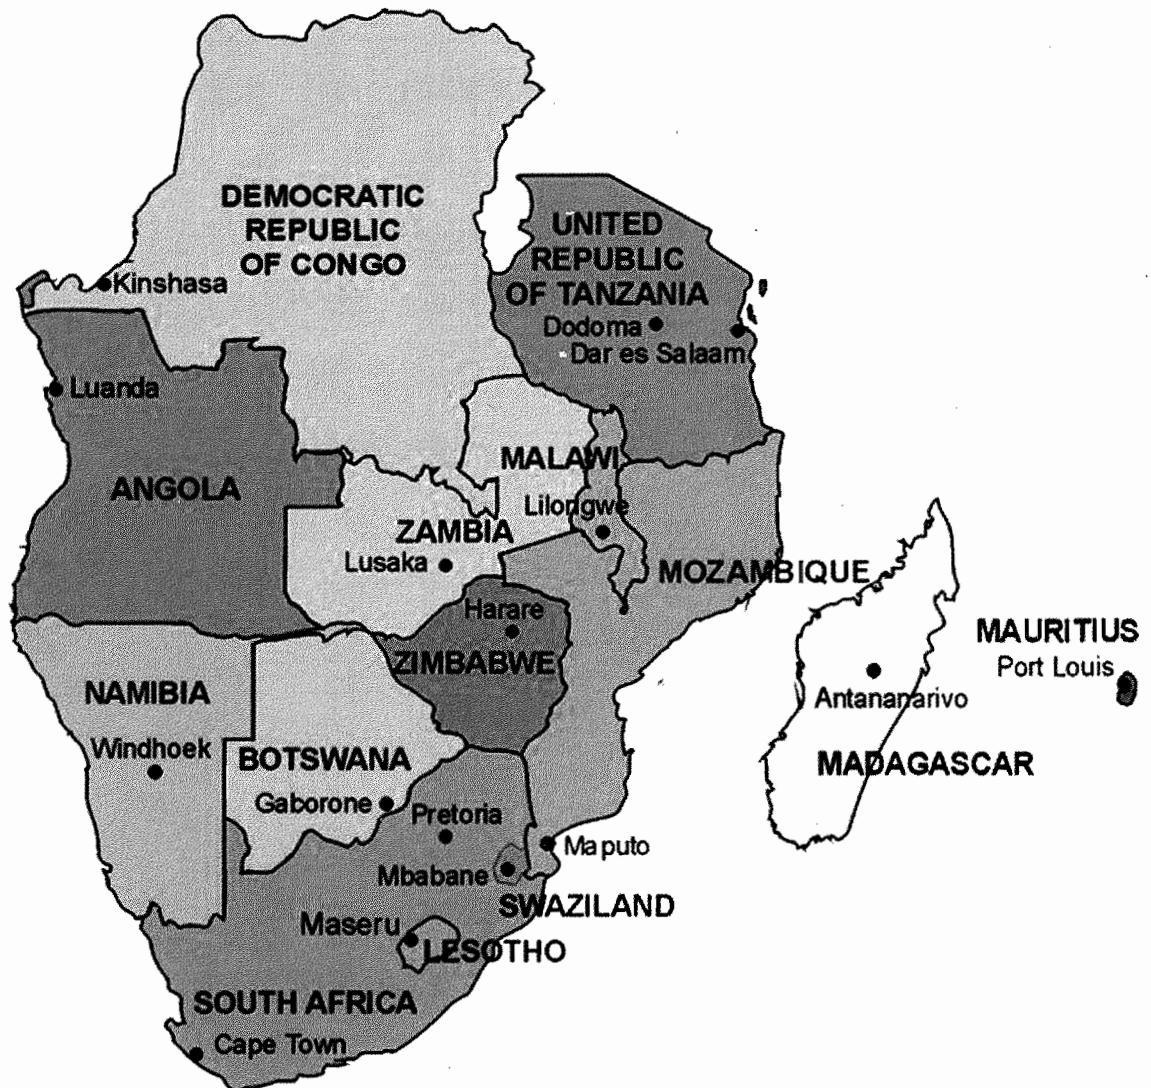 DEMOCRATIC
REPUBLIC
OF CONGO
Kinshasa
UNITED
REPUBLIC
OF TANZANIA
Dodoma
Dar es Salaam
Luanda
ANGOLA
MALAWI
Lilongwe
ZAMBIA
Lusaka
MOZAMBIQUE
Harare
ZIMBABWE
MAURITIUS
Port Louis
Antananarivo
MADAGASCAR
NAMIBIA
Windhoek
BOTSWANA
Gaborone
Pretoria
Maputo
Mbabane
SWAZILAND
Maseru
LESOTHO
SOUTH AFRICA
Cape Town